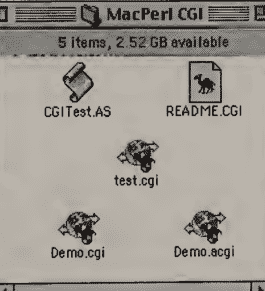 MacPerl CGI
5 items, 2.52 GB available
CGITest.AS README.CGI
test.cgi
Demo.cgi Demo.acgi